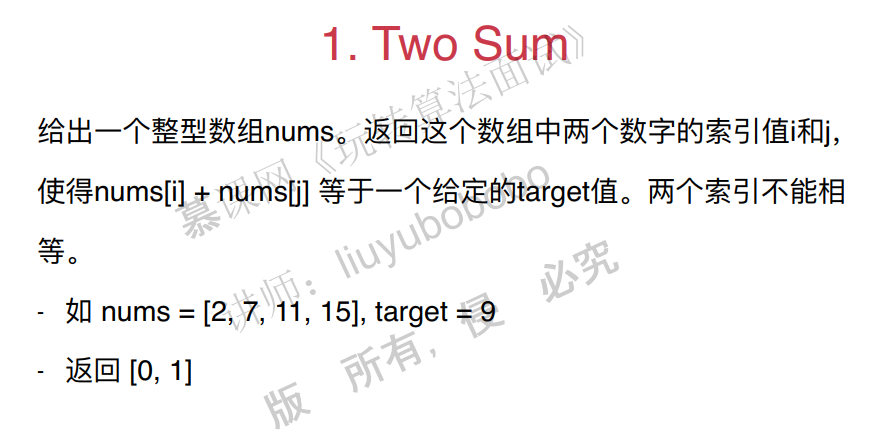 1. Two Sum
给出一个整型数组nums。返回这个数组中两个数字的索引值i和j，
使得nums[i] + nums[j] 等于一个给定的target值。两个索引不能相
等。
- 如 nums = [2, 7, 11, 15], target = 9
- 返回 [0, 1]
慕课网《玩转算法面试》
讲师：liuyubobobo
版 所有，侵 必究